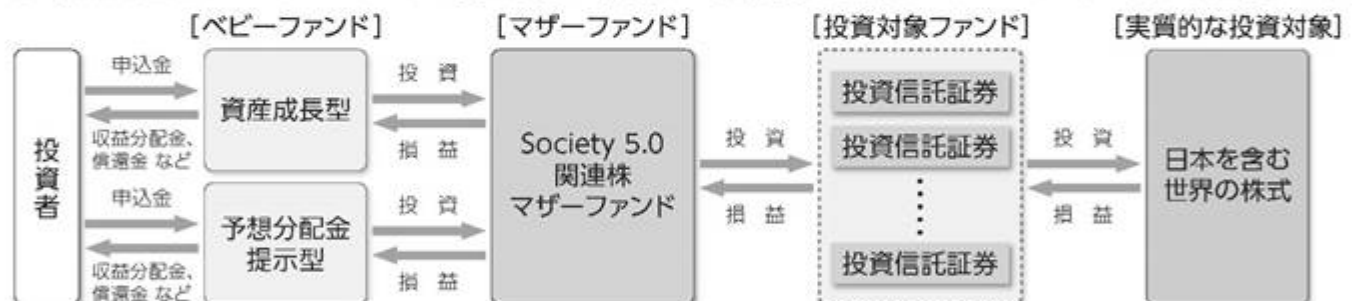 [ベビーファンド]
[マザーファンド]
[投資対象ファンド]
[実質的な投資対象]
投資者
申込金
収益分配金、
償還金 など
申込金
収益分配金、
償還金 など
資産成長型
予想分配金
提示型
投 資
損 益
投 資
損 益
Society 5.0
関連株
マザーファンド
投 資
損 益
投資信託証券
投資信託証券
投資信託証券
投 資
損 益
日本を含む
世界の株式